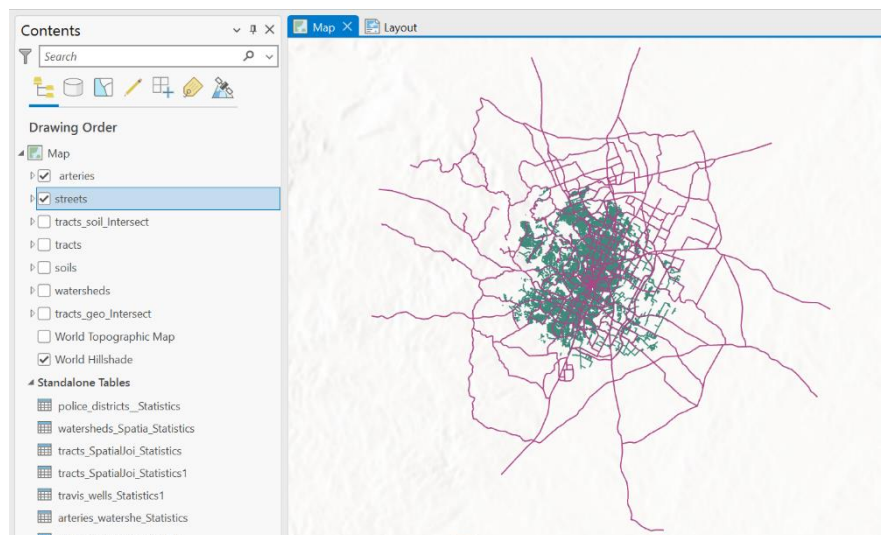 Contents
Map
Layout
Search
Drawing Order
Map
arteries
streets
tracts_soil_Intersect
tracts
soils
watersheds
tracts_geo_Intersect
World Topographic Map
World Hillshade
Standalone Tables
police_districts__Statistics
watersheds_Spatia_Statistics
tracts_SpatialJoi_Statistics
tracts_SpatialJoi_Statistics1
travis_wells_Statistics1
arteries_watershe_Statistics